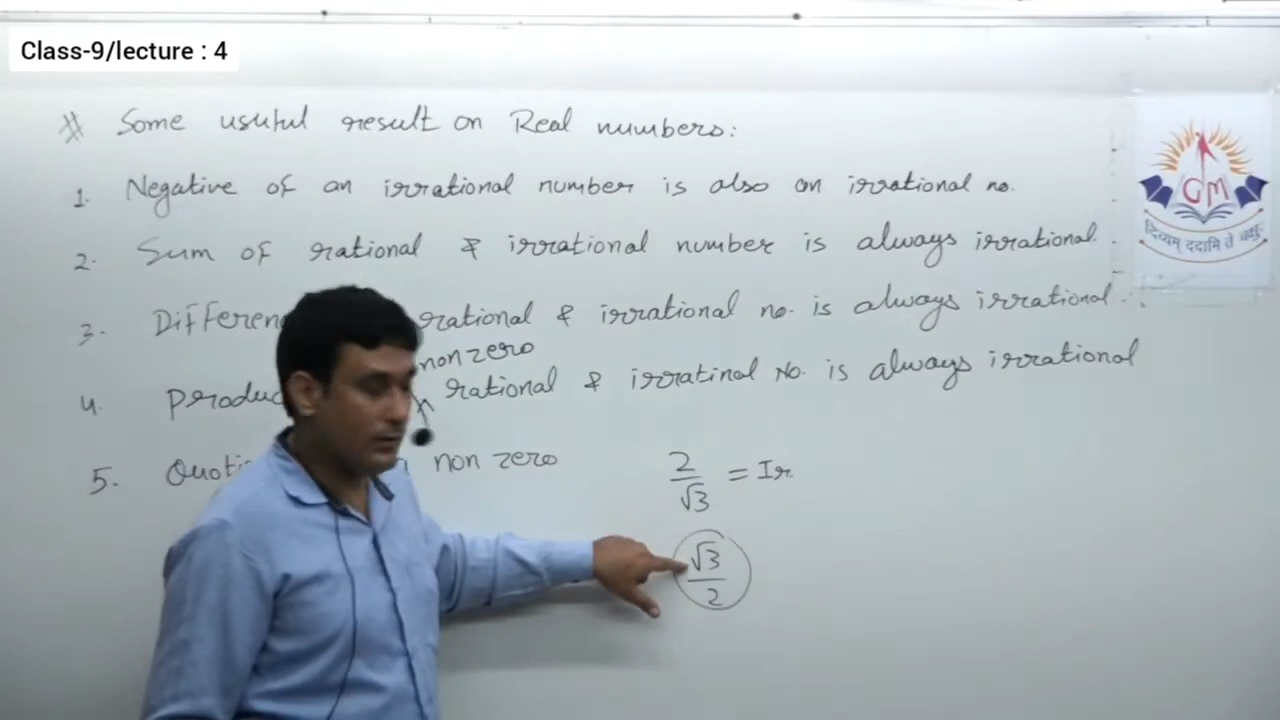 Class-9/lecture : 4
# Some usuful result on Real numbers:
1. Negative of an irrational number is also an irrational no.
2. Sum of rational & irrational number is always irrational.
3. Differen rational & irrational no. is always irrational.
non zero
4. Produc rational & irratinal No. is always irrational
5. Quoti non zero
2/√3 = Ir.
√3/2
GM
दिव्यम् ददामि ते चक्षुः